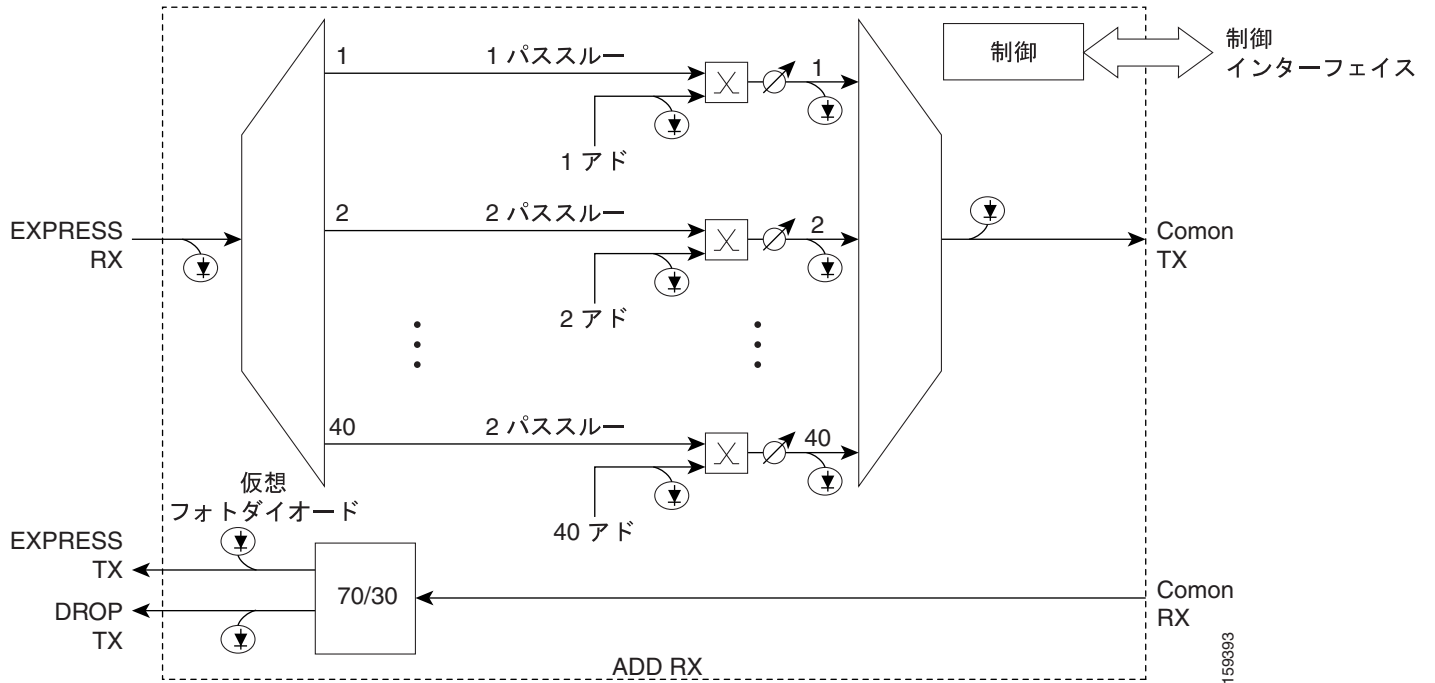 1
1 パススルー
1
1 アド
制御
制御
インターフェイス
EXPRESS
RX
2
2 パススルー
2
2 アド
Comon
TX
40
2 パススルー
40
40 アド
仮想
フォトダイオード
EXPRESS
TX
DROP
TX
70/30
Comon
RX
ADD RX
159393